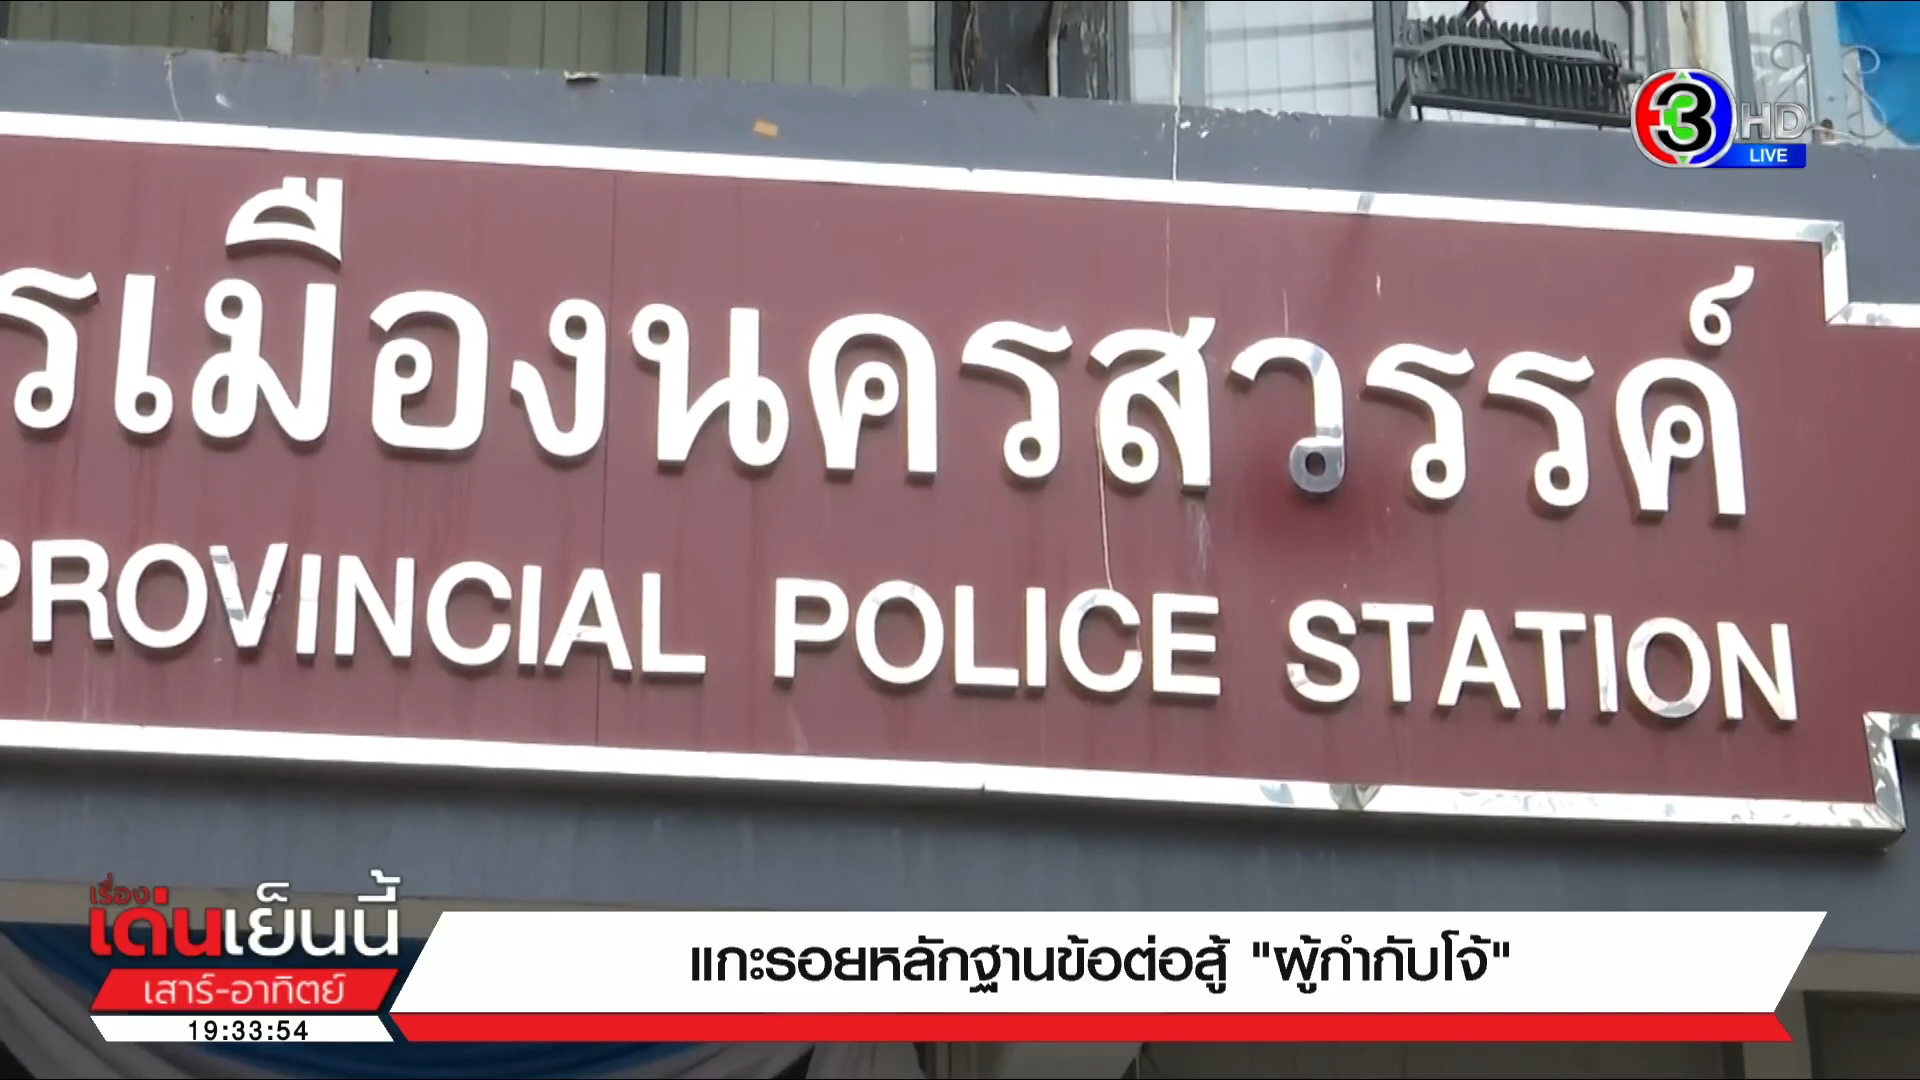 3 HD
LIVE
รเมืองนครสวรรค์
PROVINCIAL POLICE STATION
เรื่อง
เด่นเย็นนี้
เสาร์-อาทิตย์
19:33:54
แกะรอยหลักฐานข้อต่อสู้ "ผู้กำกับโจ้"